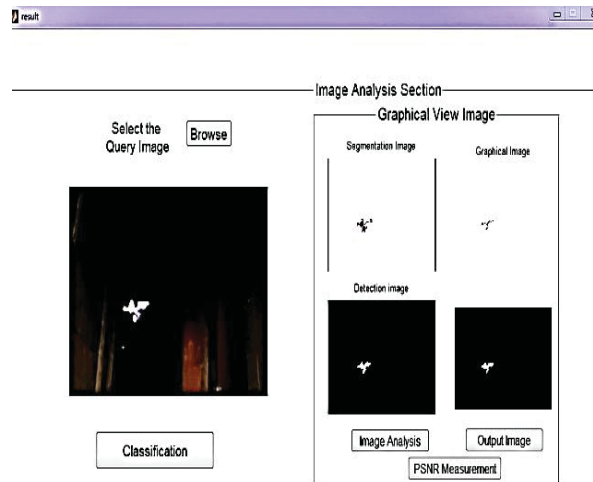 result
Image Analysis Section
Graphical View Image
Select the
Query Image
Browse
Segmentation Image
Graphical Image
Detection image
Classification
Image Analysis
Output Image
PSNR Measurement